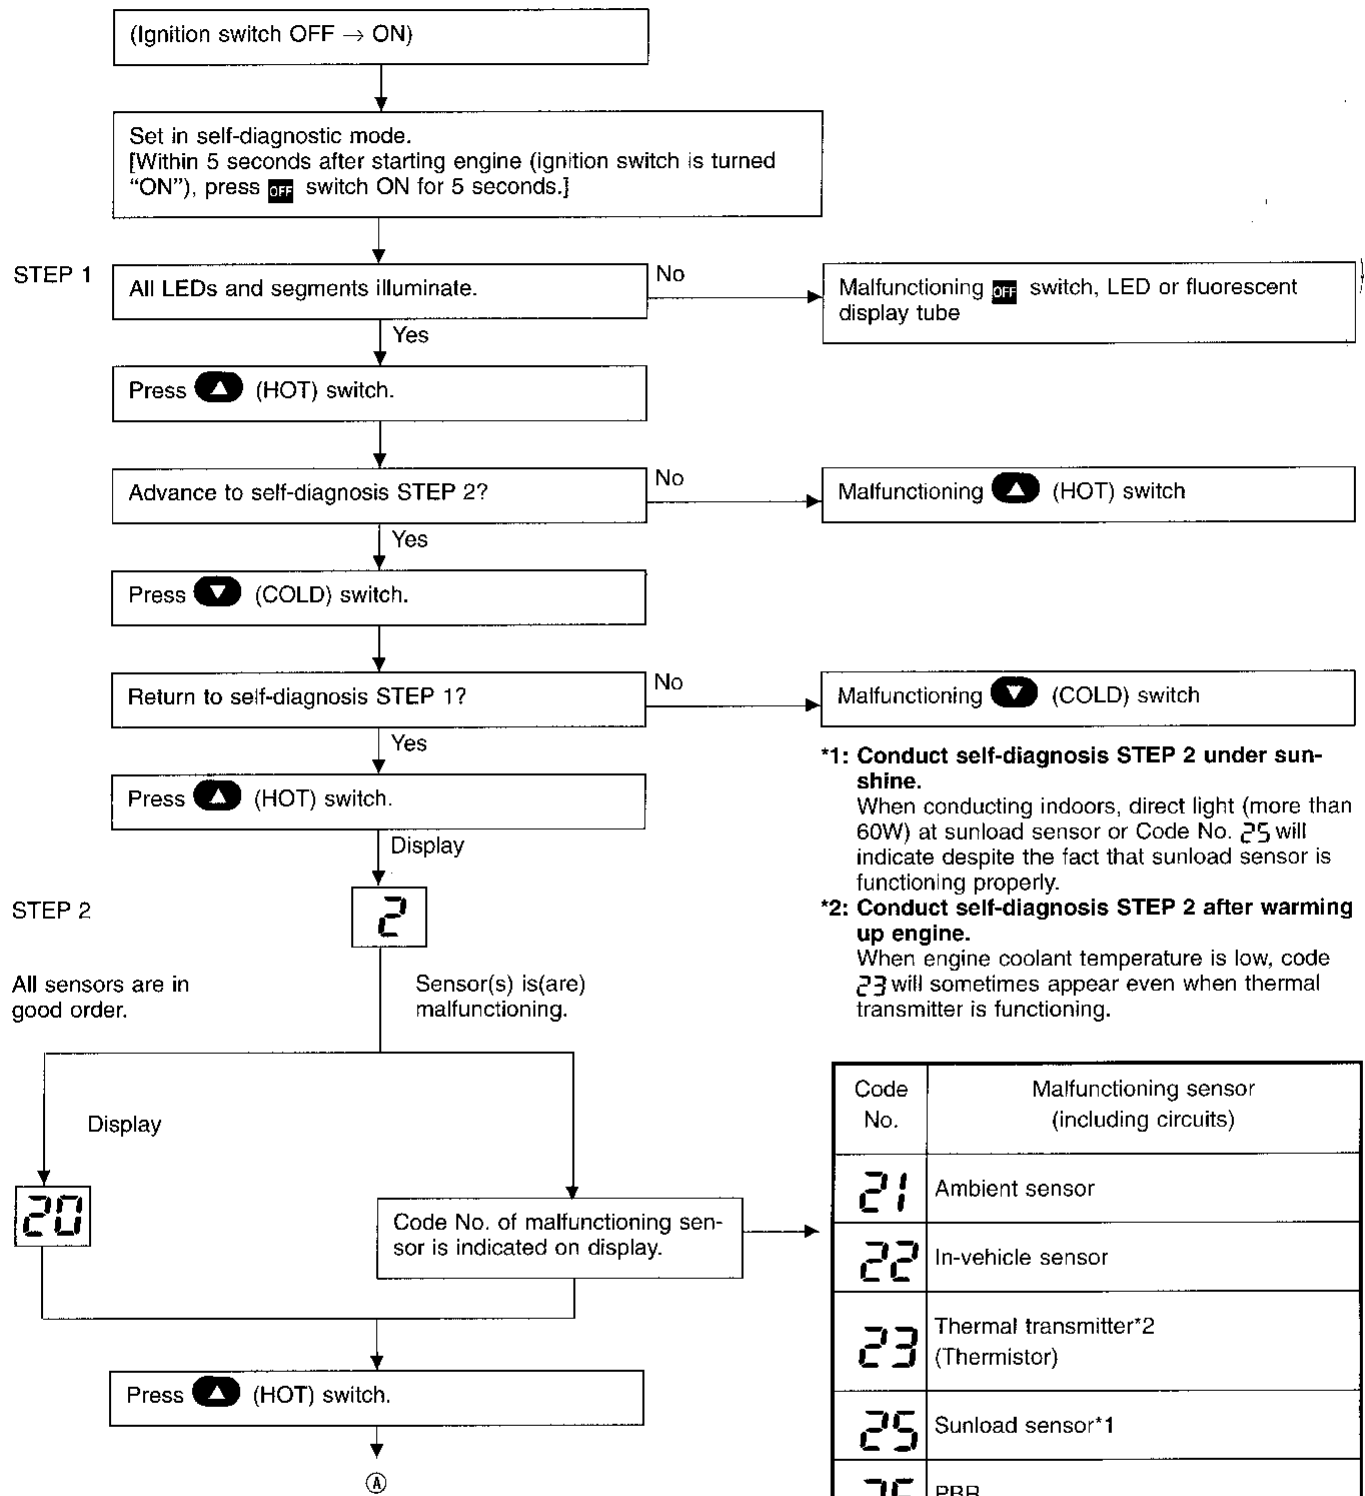 (Ignition switch OFF → ON)
Set in self-diagnostic mode.
[Within 5 seconds after starting engine (ignition switch is turned
“ON”), press OFF switch ON for 5 seconds.]
STEP 1
All LEDs and segments illuminate.
No
Malfunctioning OFF switch, LED or fluorescent
display tube
Yes
Press ▲ (HOT) switch.
Advance to self-diagnosis STEP 2?
No
Malfunctioning ▲ (HOT) switch
Yes
Press ▼ (COLD) switch.
Return to self-diagnosis STEP 1?
No
Malfunctioning ▼ (COLD) switch
Yes
Press ▲ (HOT) switch.
Display
*1: Conduct self-diagnosis STEP 2 under sun-
shine.
When conducting indoors, direct light (more than
60W) at sunload sensor or Code No. 25 will
indicate despite the fact that sunload sensor is
functioning properly.
*2: Conduct self-diagnosis STEP 2 after warming
up engine.
When engine coolant temperature is low, code
23 will sometimes appear even when thermal
transmitter is functioning.
STEP 2
2
All sensors are in
good order.
Sensor(s) is(are)
malfunctioning.
Display
20
Code No. of malfunctioning sen-
sor is indicated on display.
Press ▲ (HOT) switch.
Ⓐ
Code
No.
Malfunctioning sensor
(including circuits)
21
Ambient sensor
22
In-vehicle sensor
23
Thermal transmitter*2
(Thermistor)
25
Sunload sensor*1
PBR